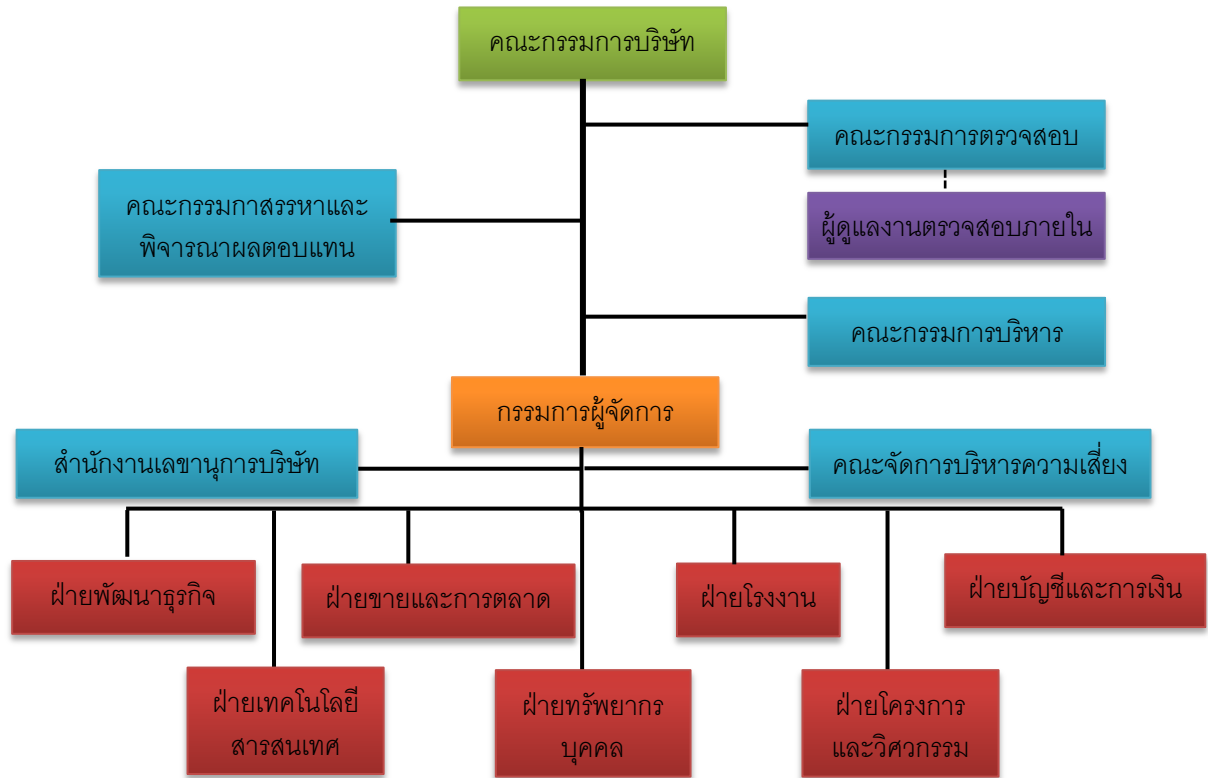 คณะกรรมการบริษัท
คณะกรรมการตรวจสอบ
คณะกรรมกาสรรหาและ
พิจารณาผลตอบแทน
ผู้ดูแลงานตรวจสอบภายใน
คณะกรรมการบริหาร
กรรมการผู้จัดการ
สำนักงานเลขานุการบริษัท
คณะจัดการบริหารความเสี่ยง
ฝ่ายพัฒนาธุรกิจ
ฝ่ายขายและการตลาด
ฝ่ายโรงงาน
ฝ่ายบัญชีและการเงิน
ฝ่ายเทคโนโลยี
สารสนเทศ
ฝ่ายทรัพยากร
บุคคล
ฝ่ายโครงการ
และวิศวกรรม